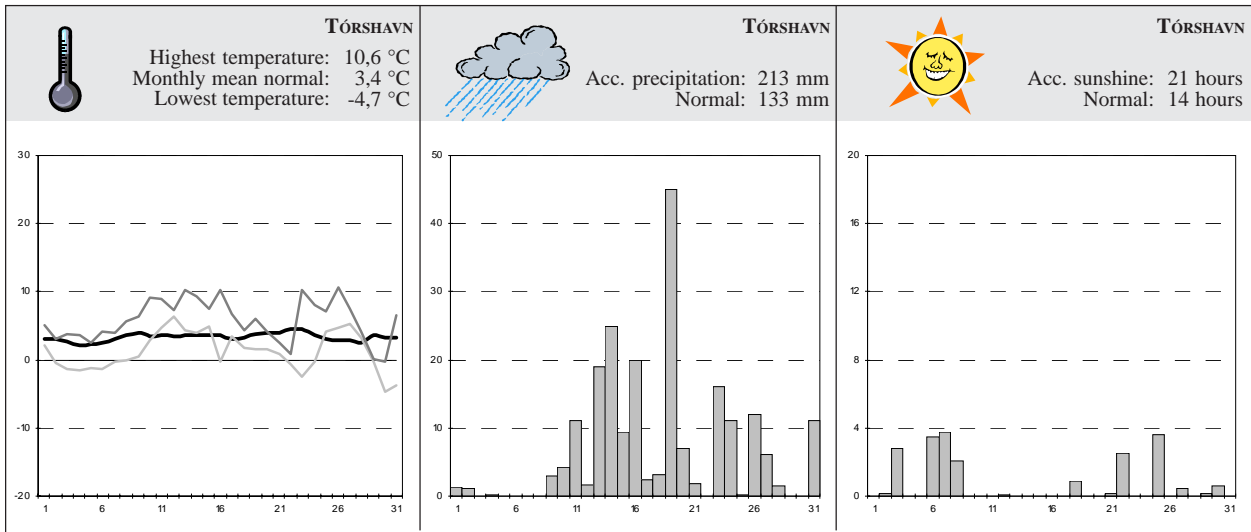 TÓRSHAVN
Highest temperature: 10,6 °C
Monthly mean normal: 3,4 °C
Lowest temperature: -4,7 °C
30
20
10
0
-10
-20
1 6 11 16 21 26 31
TÓRSHAVN
Acc. precipitation: 213 mm
Normal: 133 mm
50
40
30
20
10
0
1 6 11 16 21 26 31
TÓRSHAVN
Acc. sunshine: 21 hours
Normal: 14 hours
20
16
12
8
4
0
1 6 11 16 21 26 31